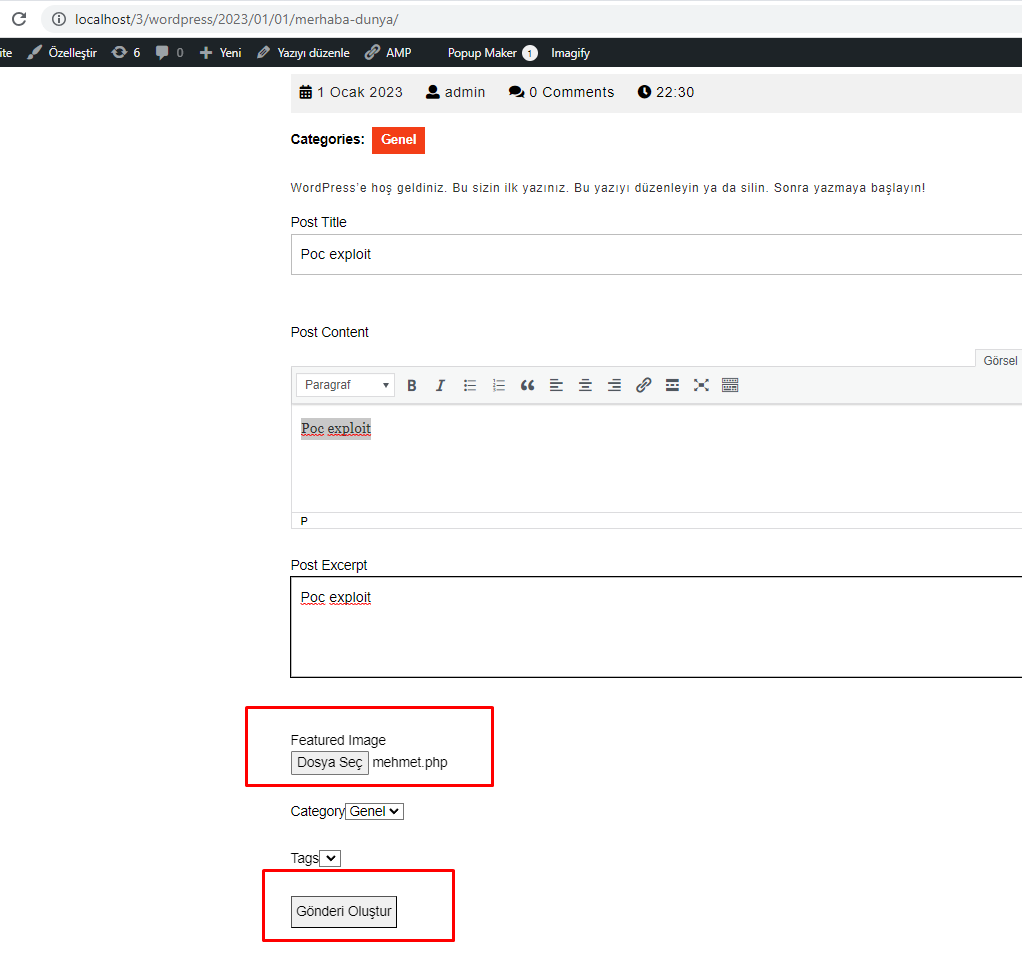 localhost/3/wordpress/2023/01/01/merhaba-dunya/
ite Özelleştir 6 0 Yeni Yazıyı düzenle AMP Popup Maker 1 Imagify
1 Ocak 2023 admin 0 Comments 22:30
Categories: Genel
WordPress'e hoş geldiniz. Bu sizin ilk yazınız. Bu yazıyı düzenleyin ya da silin. Sonra yazmaya başlayın!
Post Title
Poc exploit
Post Content
Görsel
Paragraf B I
Poc exploit
P
Post Excerpt
Poc exploit
Featured Image
Dosya Seç mehmet.php
Category Genel
Tags
Gönderi Oluştur